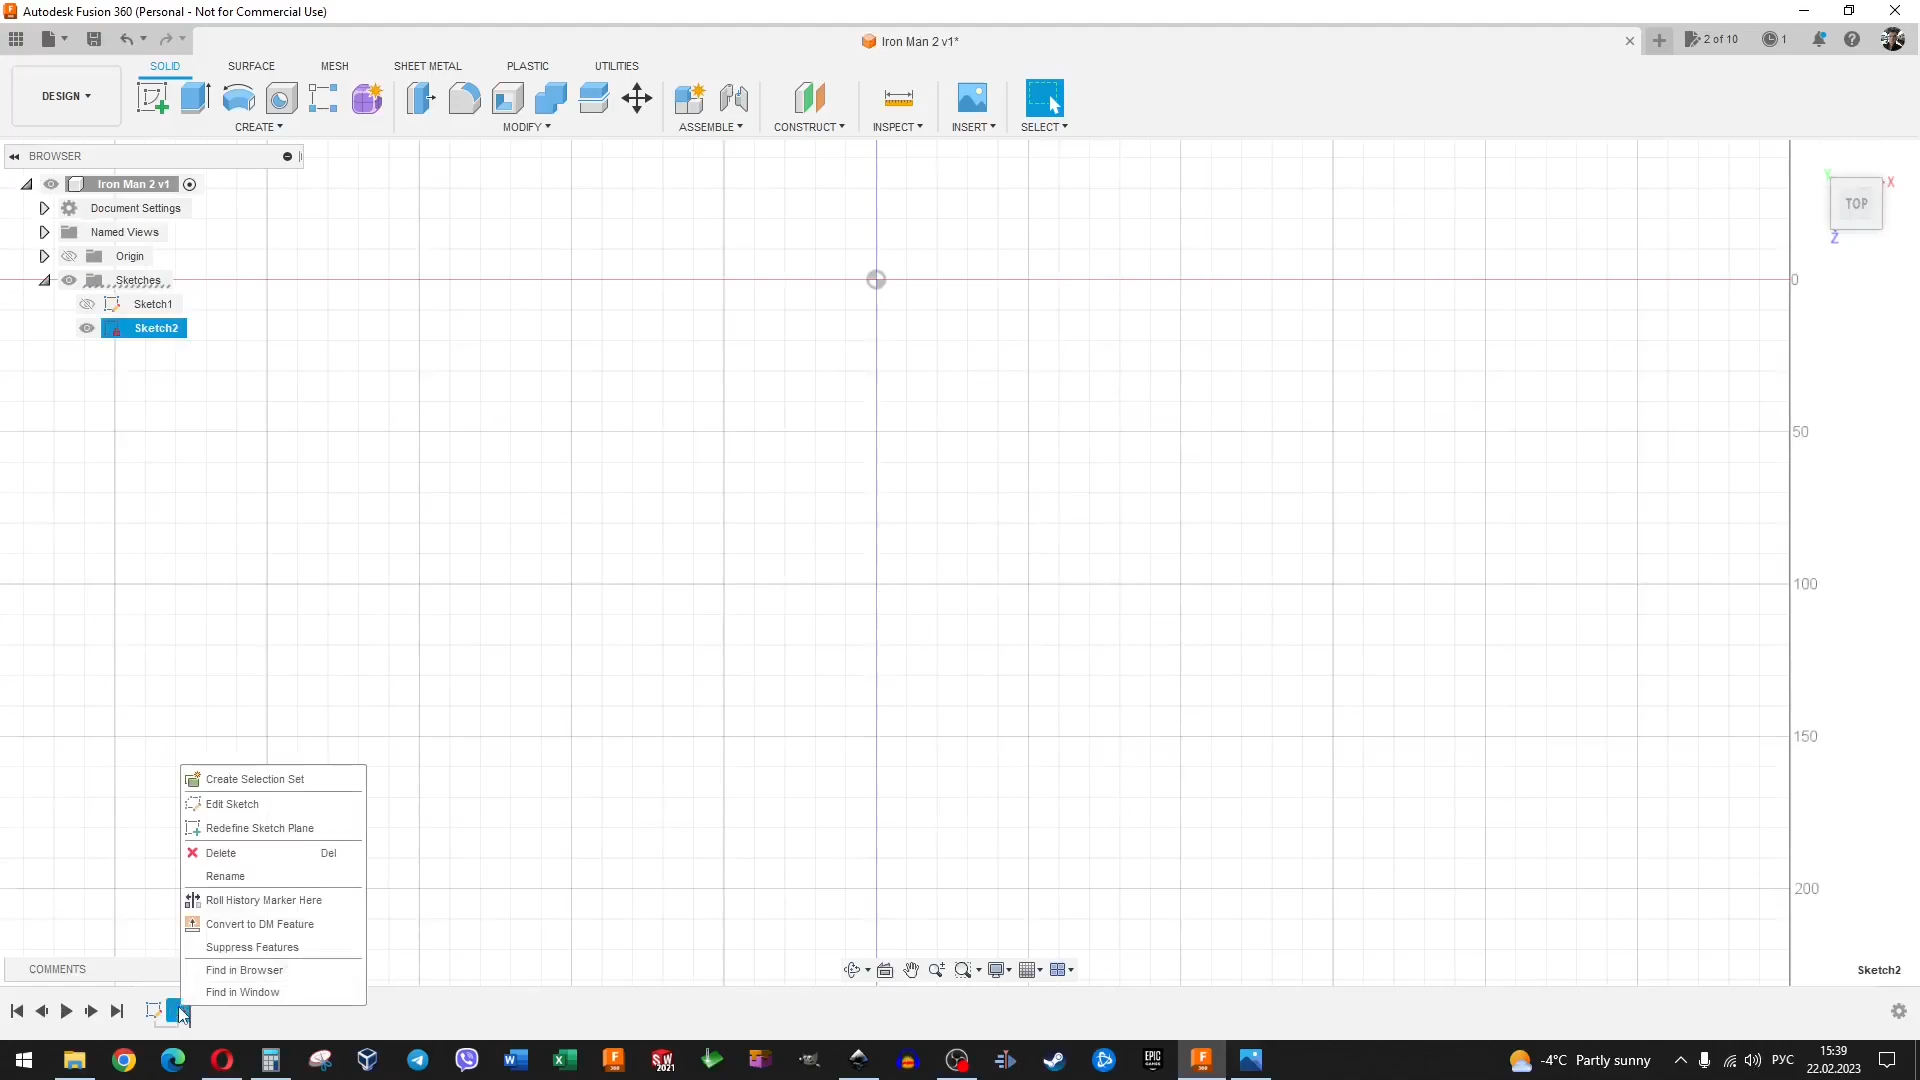 Autodesk Fusion 360 (Personal - Not for Commercial Use)
Iron Man 2 v1*
2 of 10
1
SOLID
SURFACE
MESH
SHEET METAL
PLASTIC
UTILITIES
DESIGN
CREATE
MODIFY
ASSEMBLE
CONSTRUCT
INSPECT
INSERT
SELECT
BROWSER
Iron Man 2 v1
Document Settings
Named Views
Origin
Sketches
Sketch1
Sketch2
Y
X
TOP
Z
0
50
100
150
200
Create Selection Set
Edit Sketch
Redefine Sketch Plane
Delete Del
Rename
Roll History Marker Here
Convert to DM Feature
Suppress Features
Find in Browser
Find in Window
COMMENTS
Sketch2
-4°C Partly sunny
РУС
15:39
22.02.2023